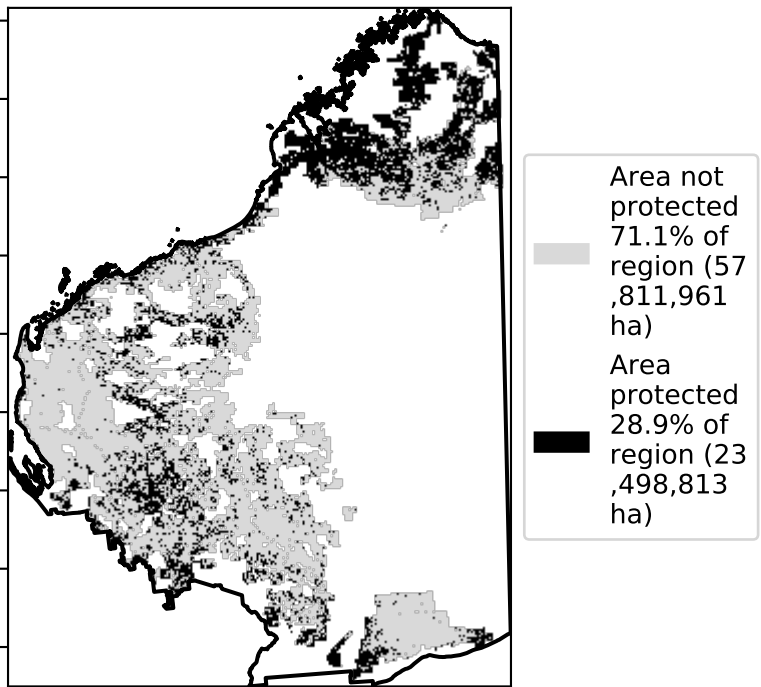 Area not
protected
71.1% of
region (57
,811,961
ha)
Area
protected
28.9% of
region (23
,498,813
ha)